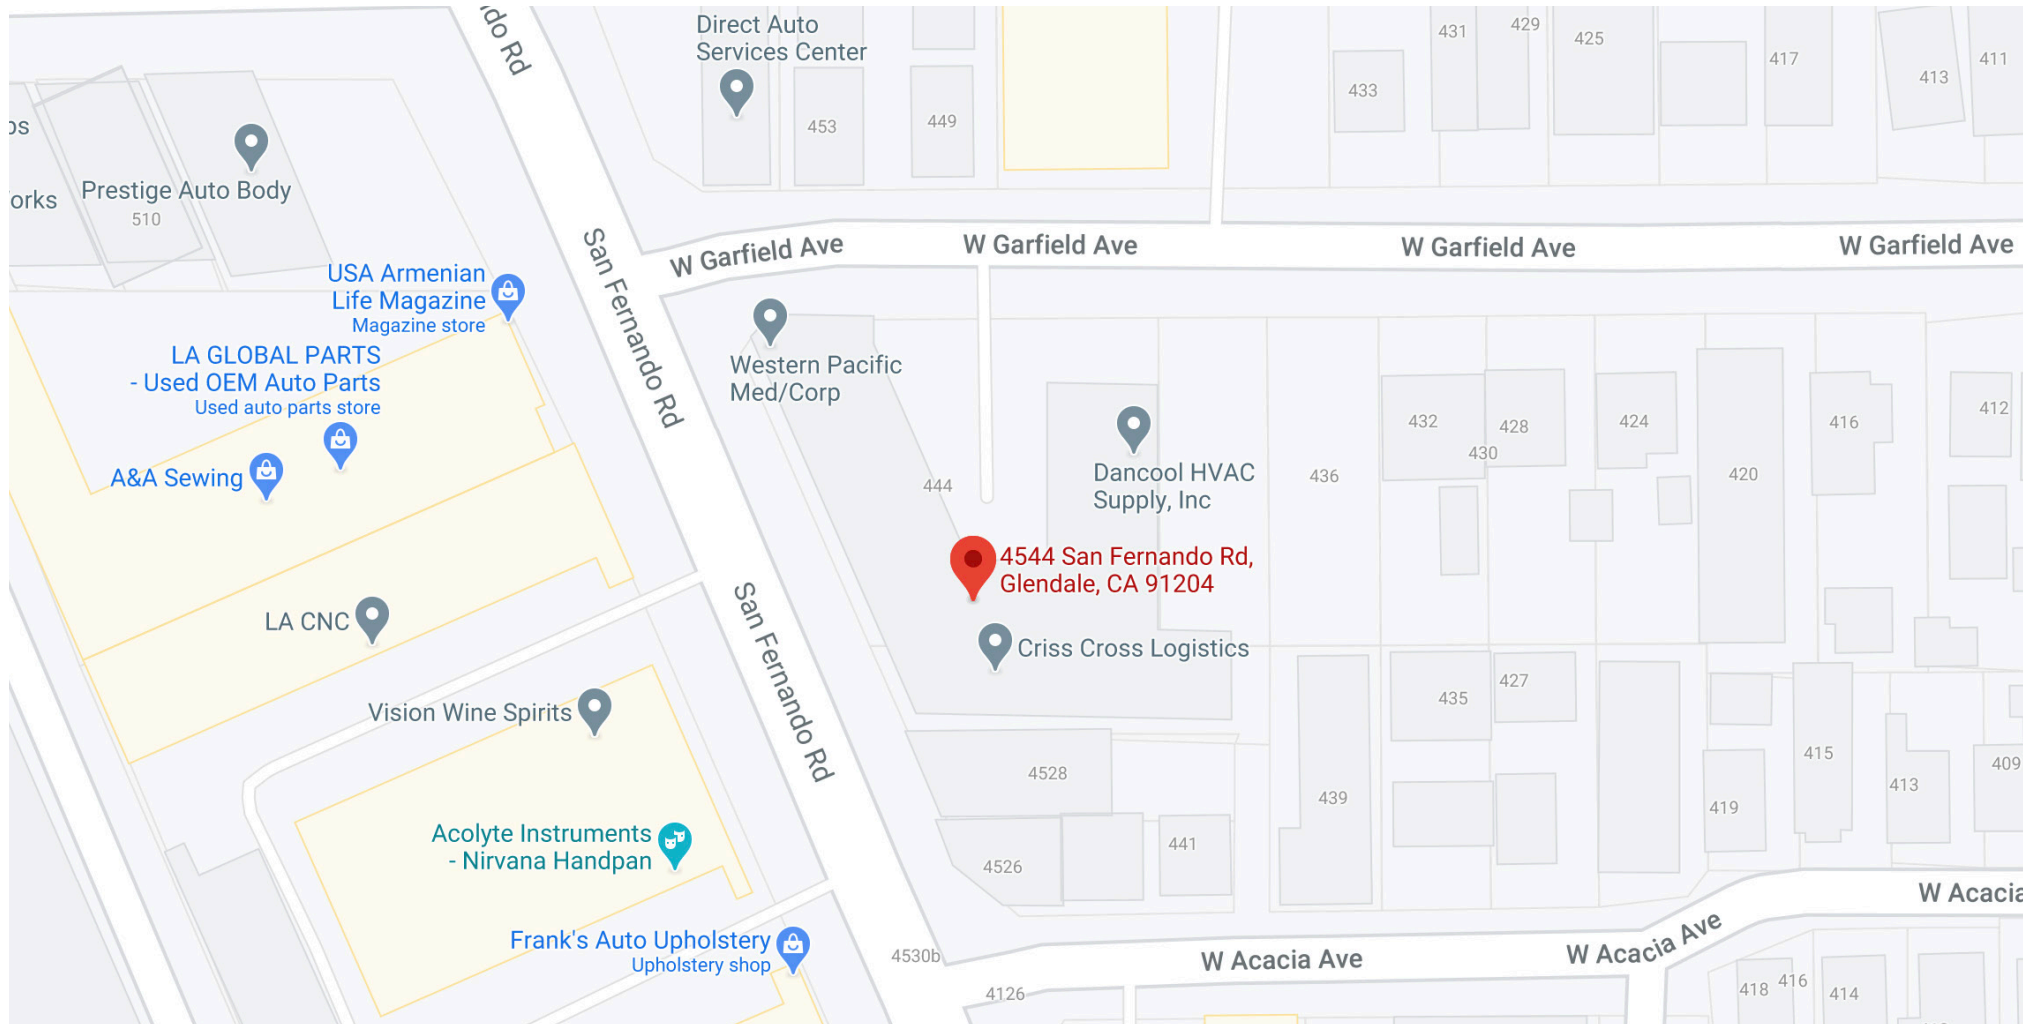 do Rd
Direct Auto
Services Center
453
449
433
431
429
425
417
413
411
os
orks
Prestige Auto Body
510
San Fernando Rd
W Garfield Ave
W Garfield Ave
W Garfield Ave
W Garfield Ave
USA Armenian
Life Magazine
Magazine store
LA GLOBAL PARTS
- Used OEM Auto Parts
Used auto parts store
A&A Sewing
Western Pacific
Med/Corp
444
Dancool HVAC
Supply, Inc
436
432
430
428
424
420
416
412
4544 San Fernando Rd,
Glendale, CA 91204
Criss Cross Logistics
LA CNC
San Fernando Rd
Vision Wine Spirits
435
427
4528
439
419
415
413
409
Acolyte Instruments
- Nirvana Handpan
4526
441
Frank's Auto Upholstery
Upholstery shop
4530b
4126
W Acacia Ave
W Acacia Ave
W Acacia
418
416
414